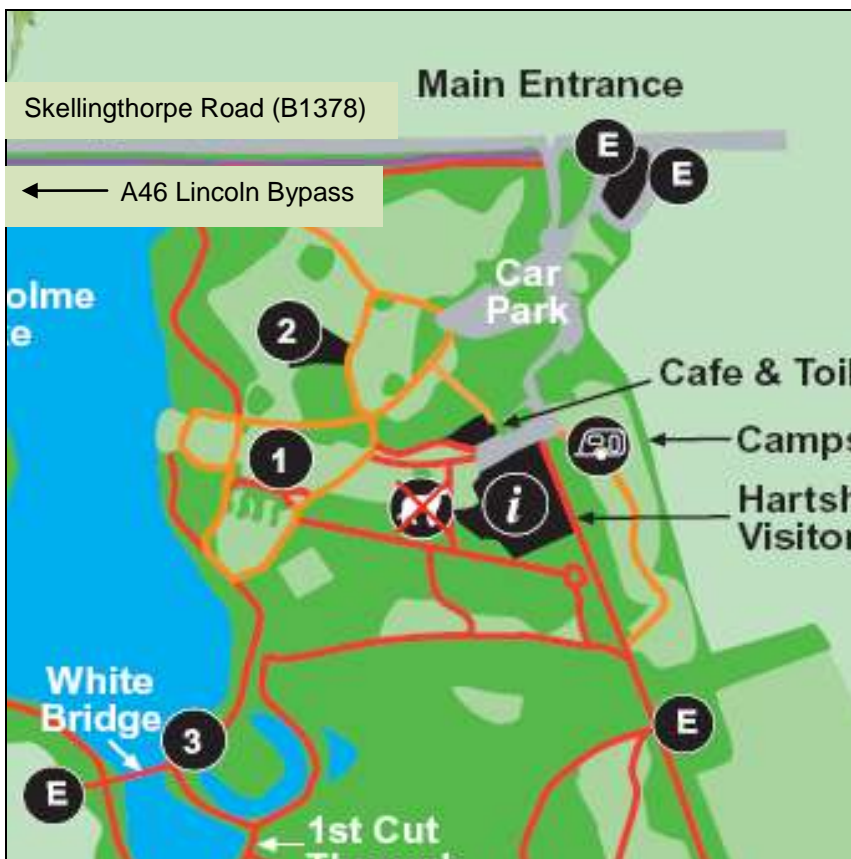 Main Entrance
Skellingthorpe Road (B1378)
E
E
A46 Lincoln Bypass
Car
Park
olme
ke
2
Cafe & Toil
1
Camps
i
Hartsh
Visitor
White
Bridge
3
E
E
1st Cut